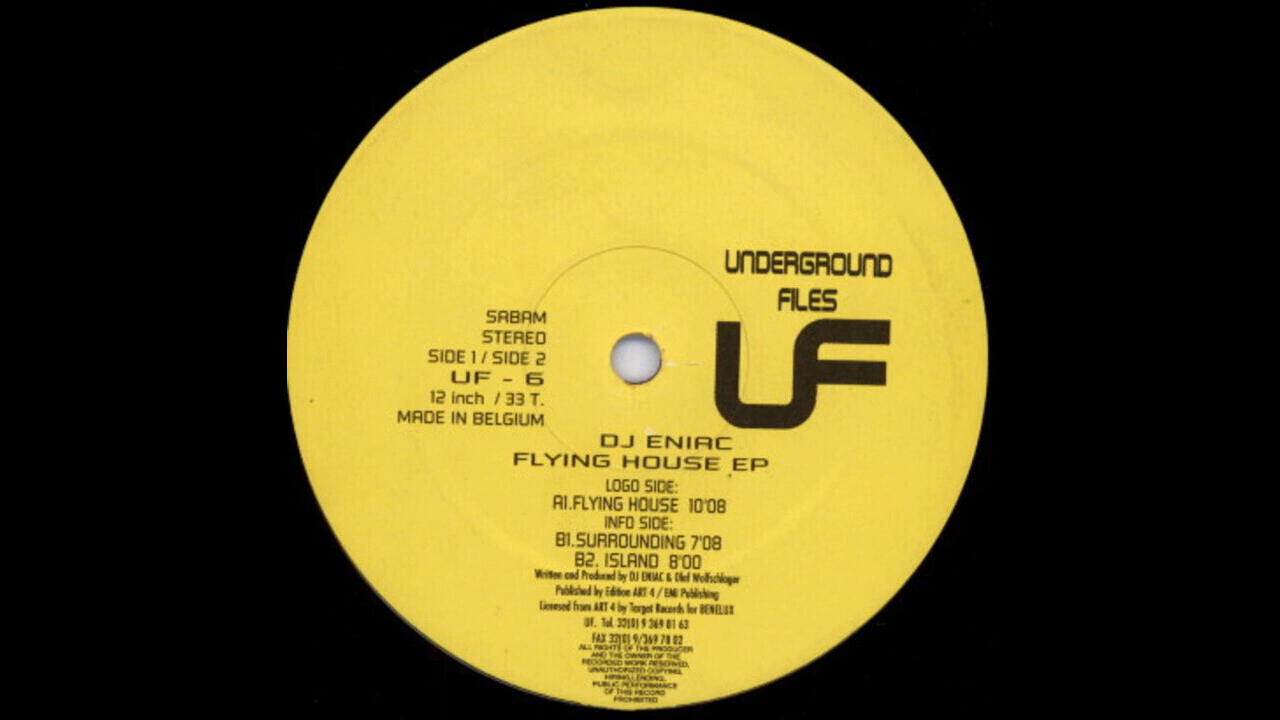 UNDERGROUND
FILES
UF
SABAM
STEREO
SIDE 1 / SIDE 2
UF - 6
12 inch / 33 T.
MADE IN BELGIUM
DJ ENIAC
FLYING HOUSE EP
LOGO SIDE:
A1.FLYING HOUSE 10'08
INFO SIDE:
B1.SURROUNDING 7'08
B2. ISLAND 8'00
Written and Produced by DJ ENIAC & Olaf Wolfschlager
Published by Edition ART 4 / EMI Publishing
Licensed from ART 4 by Target Records for BENELUX
UF. Tel. 32(0) 9 369 81 63
FAX 32(0) 9/369 78 02
ALL RIGHTS OF THE PRODUCER
AND THE OWNER OF THE
RECORDED WORK RESERVED.
UNAUTHORIZED COPYING,
HIRING,LENDING,
PUBLIC PERFORMANCE
OF THIS RECORD
PROHIBITED